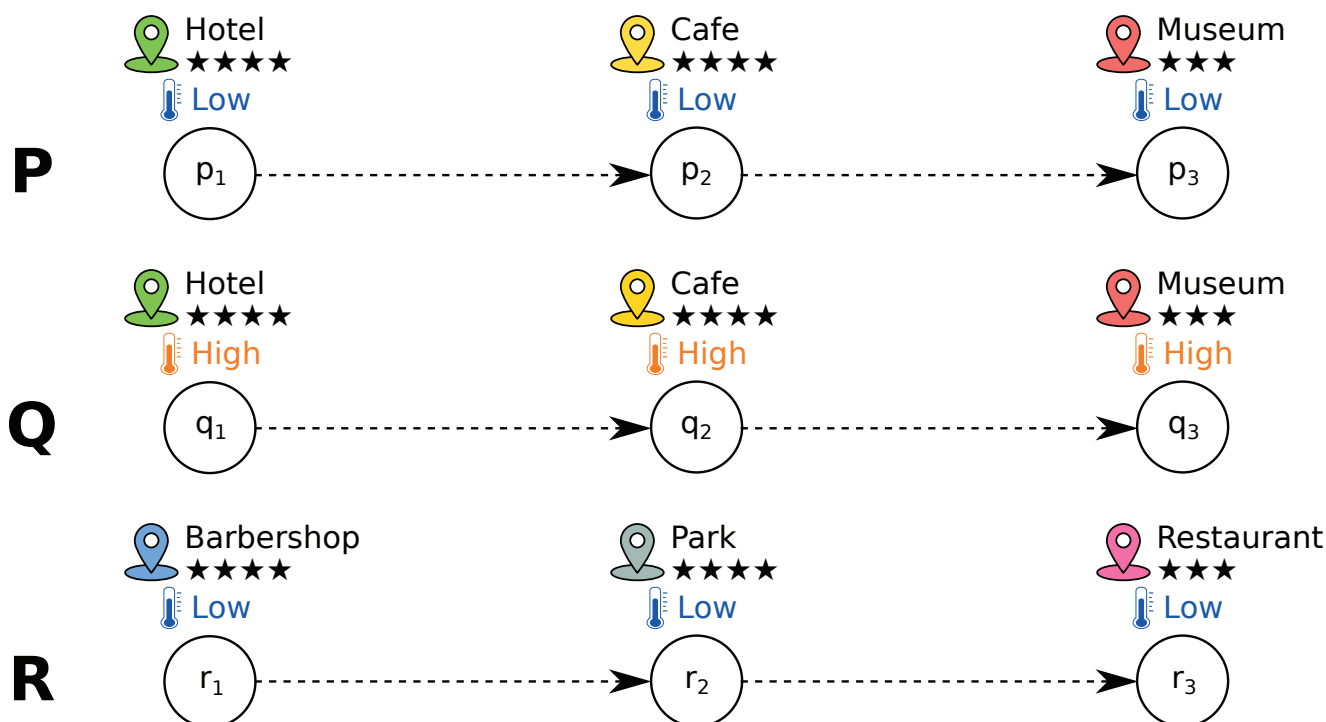 Hotel Cafe Museum
★★★★ ★★★★ ★★★
Low Low Low
P p₁ p₂ p₃
Hotel Cafe Museum
★★★★ ★★★★ ★★★
High High High
Q q₁ q₂ q₃
Barbershop Park Restaurant
★★★★ ★★★★ ★★★
Low Low Low
R r₁ r₂ r₃